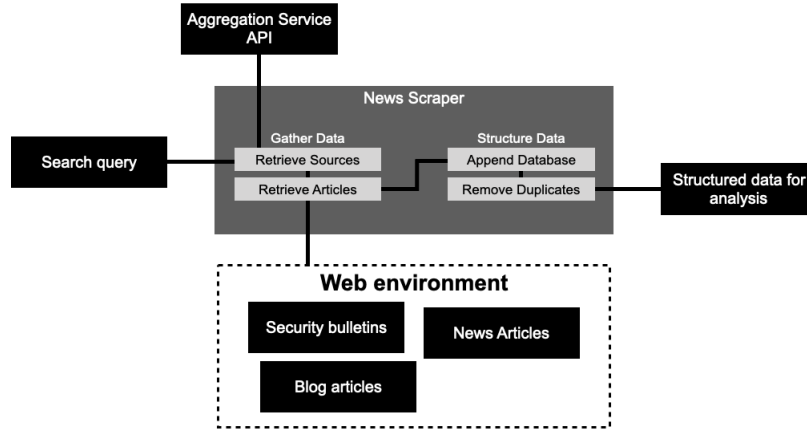 Aggregation Service
API
News Scraper
Gather Data
Structure Data
Search query
Retrieve Sources
Append Database
Retrieve Articles
Remove Duplicates
Structured data for
analysis
Web environment
Security bulletins
News Articles
Blog articles